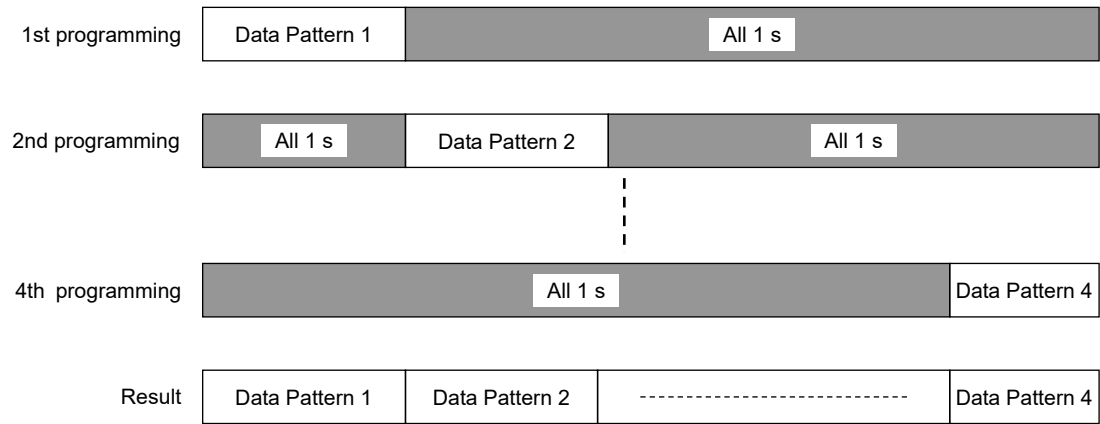 1st programming Data Pattern 1 All 1 s
2nd programming All 1 s Data Pattern 2 All 1 s
4th programming All 1 s Data Pattern 4
Result Data Pattern 1 Data Pattern 2 Data Pattern 4